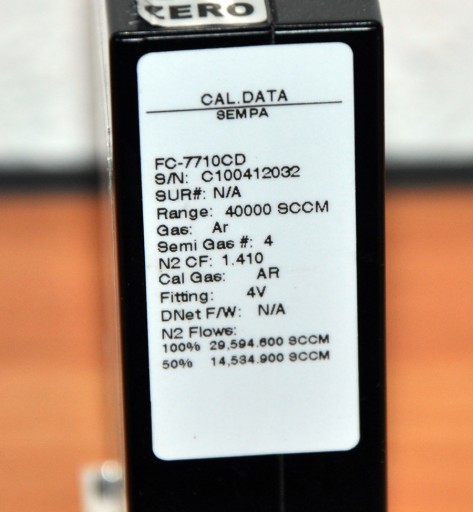 ZERO
CAL.DATA
SEMPA
FC-7710CD
S/N: C100412032
SUR#: N/A
Range: 40000 SCCM
Gas: Ar
Semi Gas #: 4
N2 CF: 1.410
Cal Gas: AR
Fitting: 4V
DNet F/W: N/A
N2 Flows:
100% 29,594.600 SCCM
50% 14,534.900 SCCM